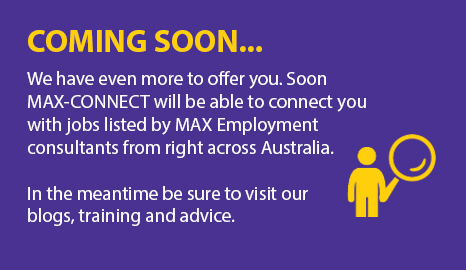 COMING SOON...
We have even more to offer you. Soon
MAX-CONNECT will be able to connect you
with jobs listed by MAX Employment
consultants from right across Australia.
In the meantime be sure to visit our
blogs, training and advice.